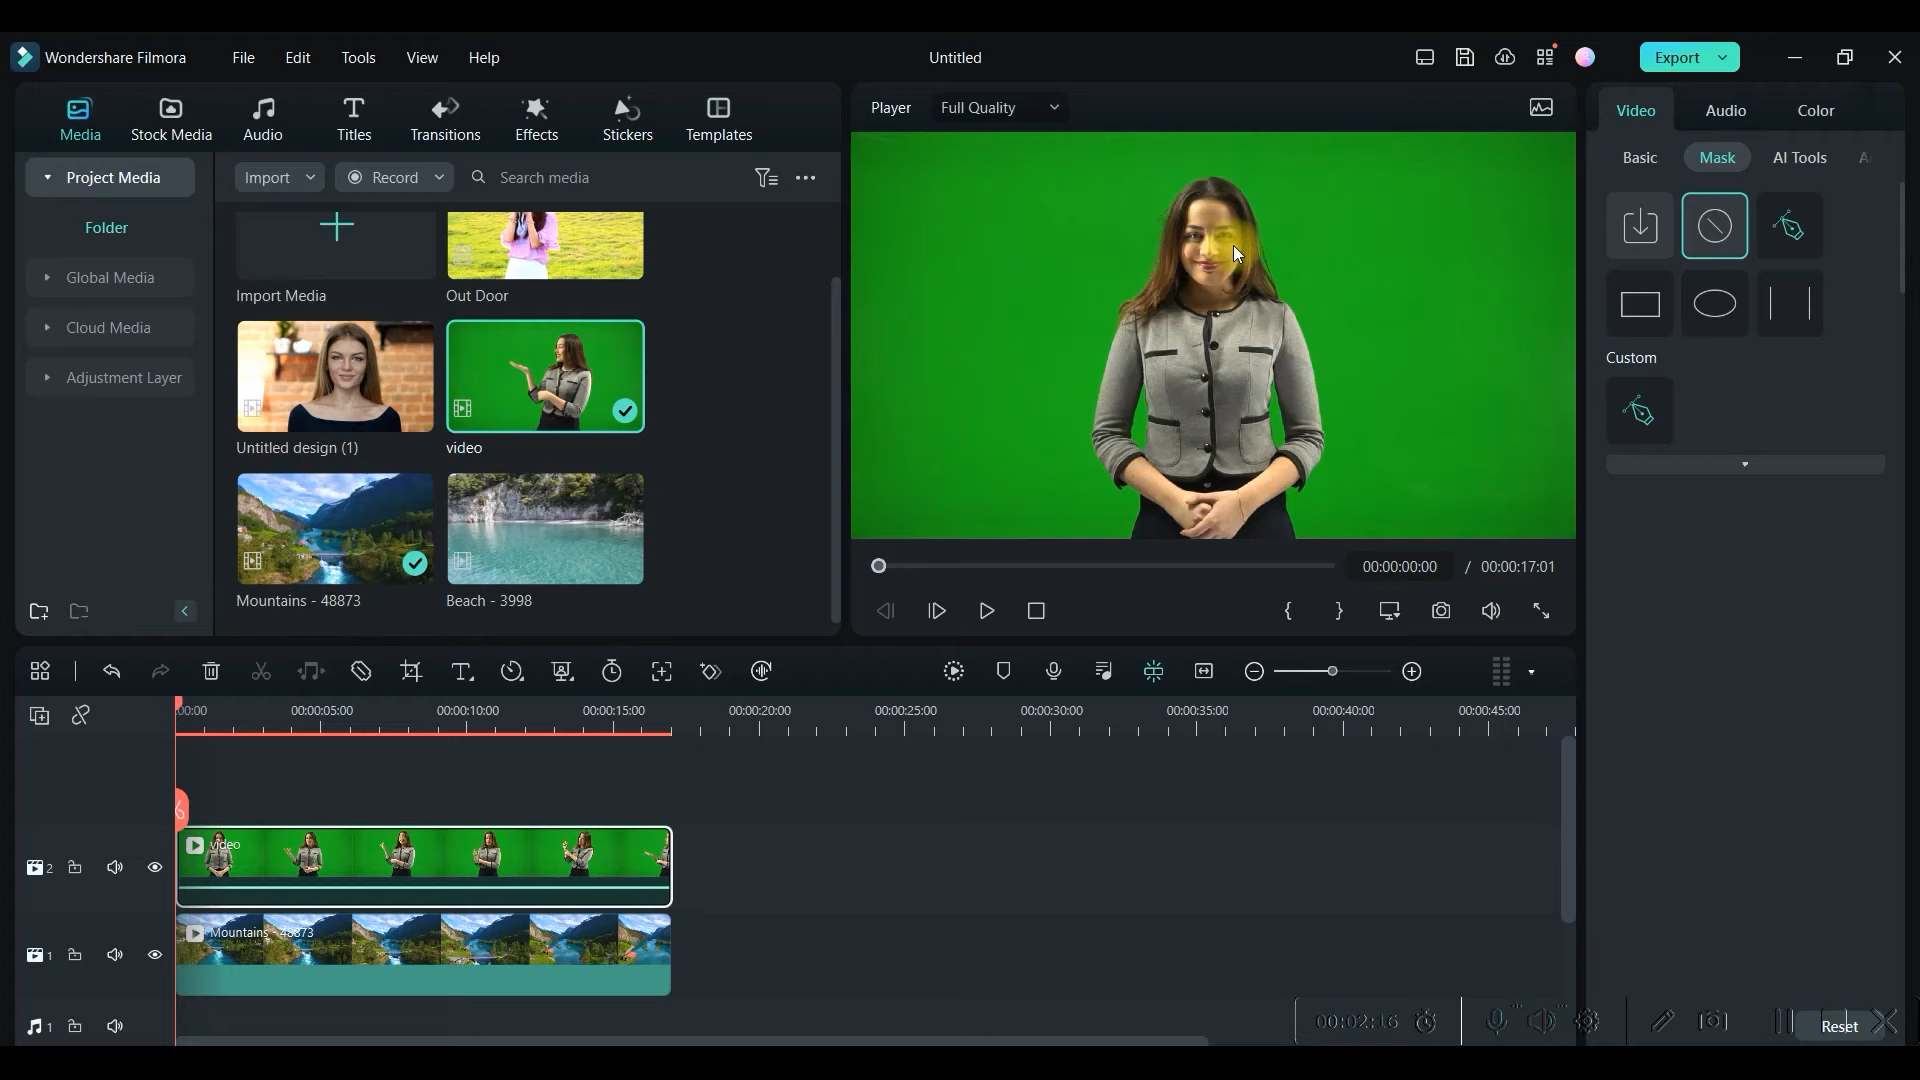 Wondershare Filmora
File
Edit
Tools
View
Help
Untitled
Export
Media
Stock Media
Audio
Titles
Transitions
Effects
Stickers
Templates
Player
Full Quality
Video
Audio
Color
Project Media
Import
Record
Search media
Basic
Mask
AI Tools
Folder
Global Media
Cloud Media
Adjustment Layer
Import Media
Out Door
Untitled design (1)
video
Mountains - 48873
Beach - 3998
Custom
00:00:00:00
/ 00:00:17:01
:00:00
00:00:05:00
00:00:10:00
00:00:15:00
00:00:20:00
00:00:25:00
00:00:30:00
00:00:35:00
00:00:40:00
00:00:45:00
video
2
Mountains - 48873
1
1
00:02:16
Reset